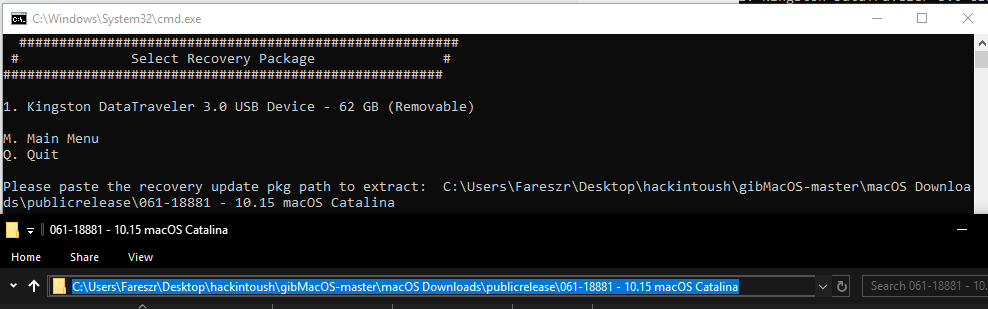 C:\Windows\System32\cmd.exe
#######################################################
# Select Recovery Package #
#######################################################
1. Kingston DataTraveler 3.0 USB Device - 62 GB (Removable)
M. Main Menu
Q. Quit
Please paste the recovery update pkg path to extract: C:\Users\Fareszr\Desktop\hackintoush\gibMacOS-master\macOS Downloa
ds\publicrelease\061-18881 - 10.15 macOS Catalina
061-18881 - 10.15 macOS Catalina
Home Share View
C:\Users\Fareszr\Desktop\hackintoush\gibMacOS-master\macOS Downloads\publicrelease\061-18881 - 10.15 macOS Catalina
Search 061-18881 - 10.